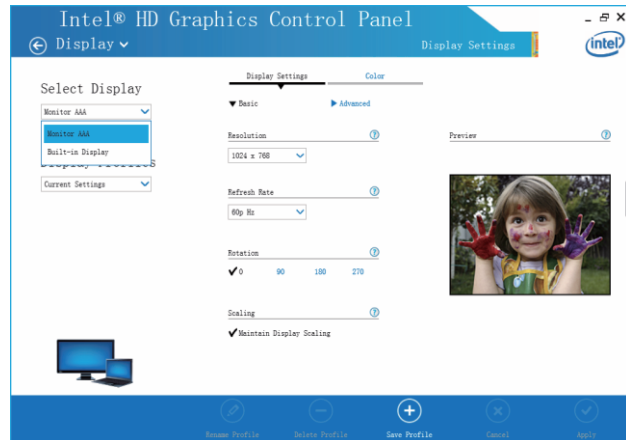 Intel® HD Graphics Control Panel
Display
Display Settings
intel
Select Display
Monitor AAA
Monitor AAA
Built-in Display
Display Profiles
Current Settings
Display Settings
Color
Basic
Advanced
Resolution
1024 x 768
Refresh Rate
60p Hz
Rotation
0 90 180 270
Scaling
Maintain Display Scaling
Preview
Rename Profile
Delete Profile
Save Profile
Cancel
Apply